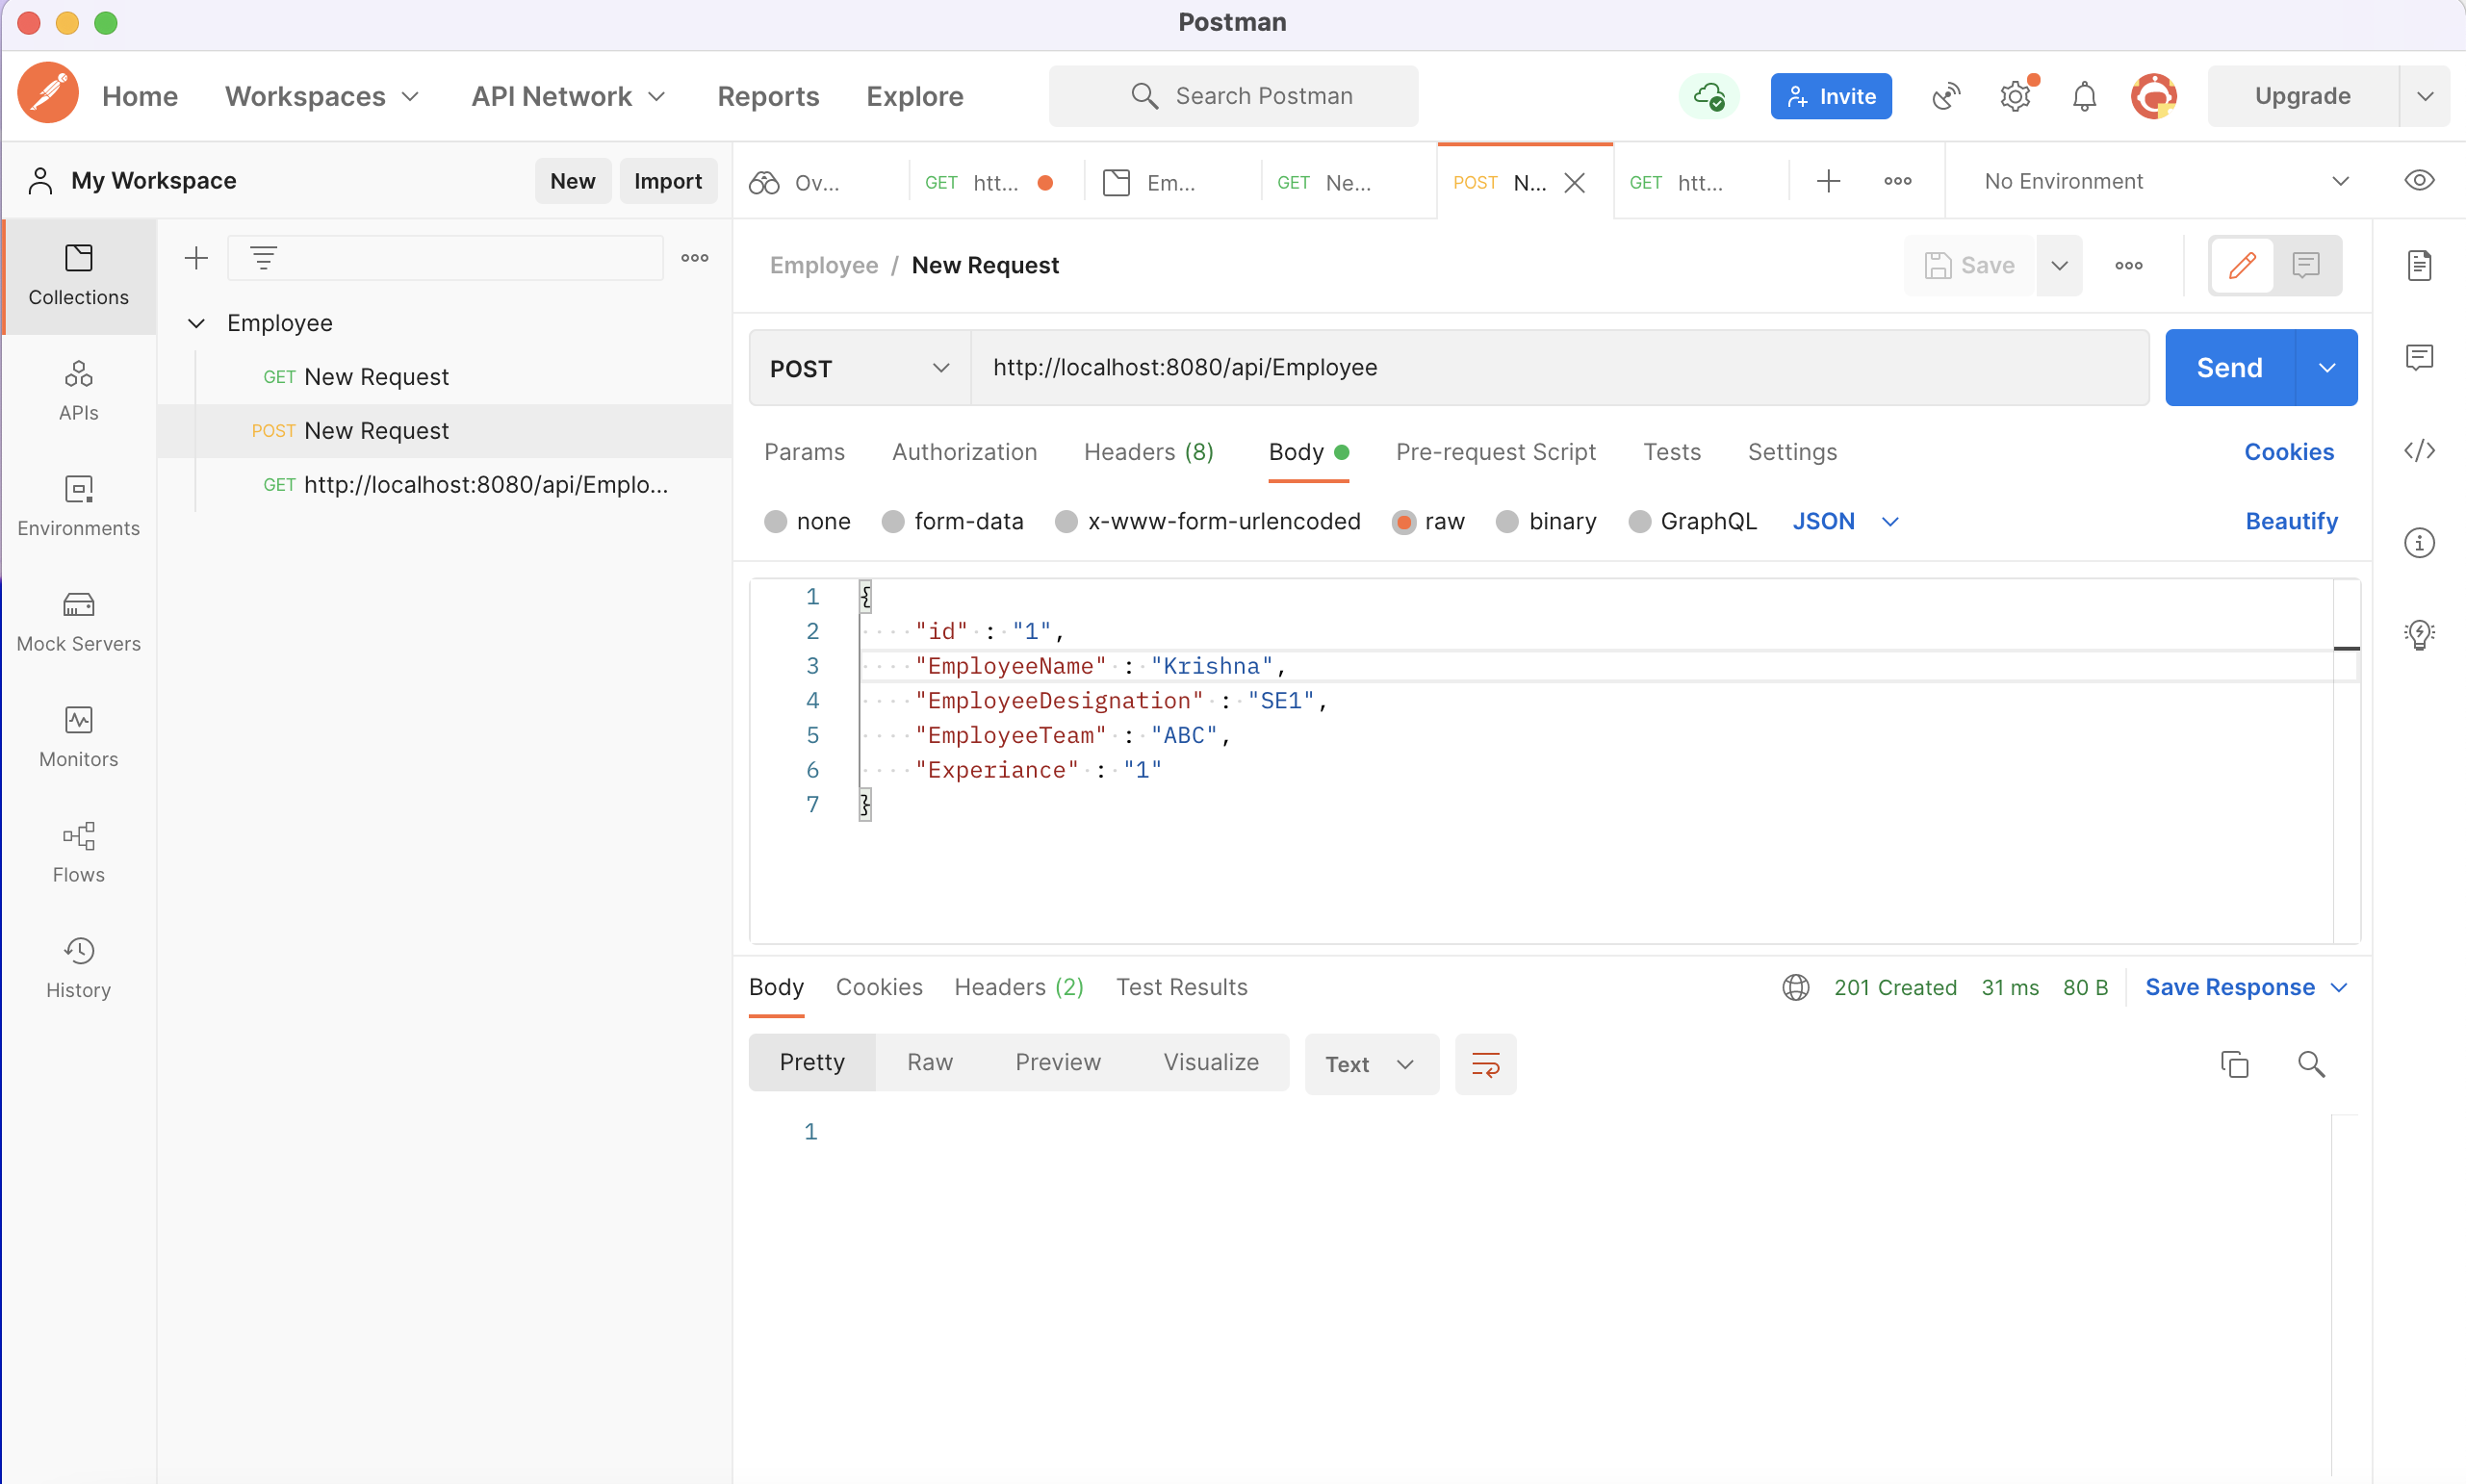 Postman
Home Workspaces API Network Reports Explore Search Postman Invite Upgrade
My Workspace New Import
Ov... GET htt... Em... GET Ne... POST N... GET htt... No Environment
Collections
APIs
Environments
Mock Servers
Monitors
Flows
History
Employee
GET New Request
POST New Request
GET http://localhost:8080/api/Emplo...
Employee / New Request Save
POST http://localhost:8080/api/Employee Send
Params Authorization Headers (8) Body Pre-request Script Tests Settings Cookies
none form-data x-www-form-urlencoded raw binary GraphQL JSON Beautify
1 {
2 "id" : "1",
3 "EmployeeName" : "Krishna",
4 "EmployeeDesignation" : "SE1",
5 "EmployeeTeam" : "ABC",
6 "Experiance" : "1"
7 }
Body Cookies Headers (2) Test Results 201 Created 31 ms 80 B Save Response
Pretty Raw Preview Visualize Text
1